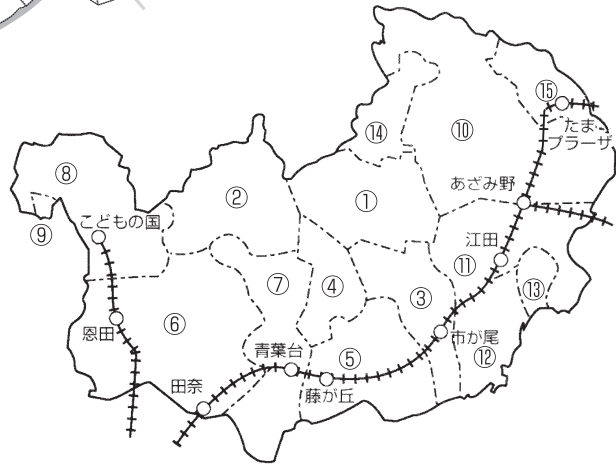 ⑮
たま
プラーザ
⑭
⑩
⑧
あざみ野
②
①
⑨
こどもの国
江田
⑪
⑦
④
⑬
③
⑥
恩田
市が尾
青葉台
⑤
⑫
田奈
藤が丘